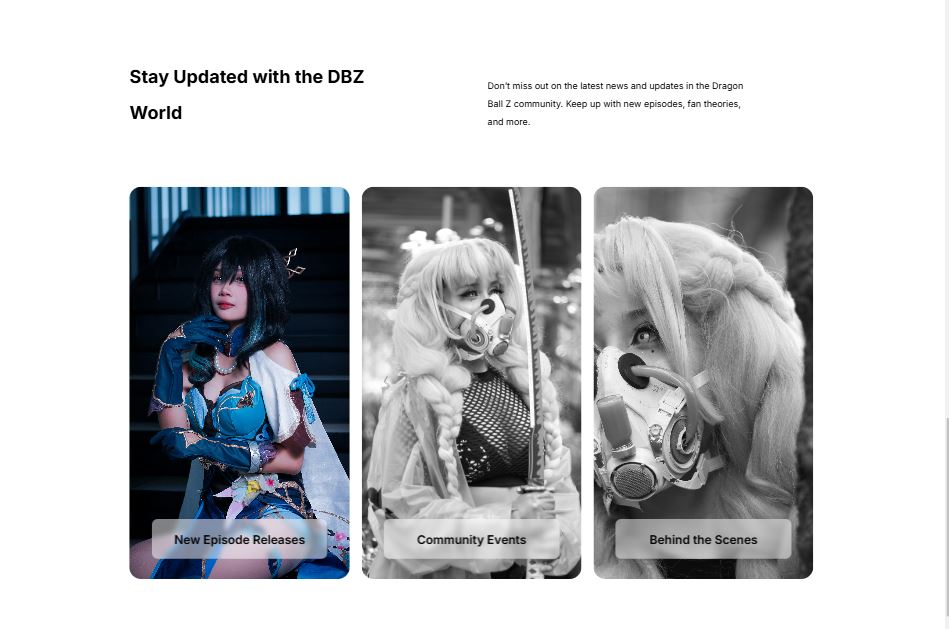 Stay Updated with the DBZ
World
Don't miss out on the latest news and updates in the Dragon
Ball Z community. Keep up with new episodes, fan theories,
and more.
New Episode Releases
Community Events
Behind the Scenes